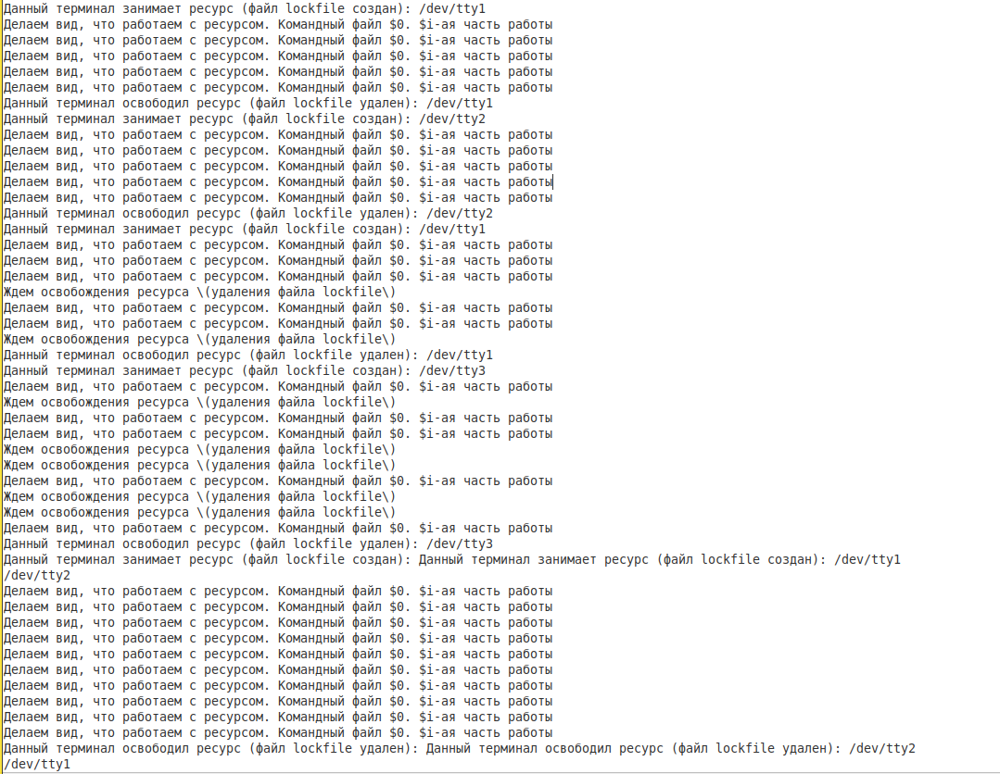 Данный терминал занимает ресурс (файл lockfile создан): /dev/tty1
Делаем вид, что работаем с ресурсом. Командный файл $0. $i-ая часть работы
Делаем вид, что работаем с ресурсом. Командный файл $0. $i-ая часть работы
Делаем вид, что работаем с ресурсом. Командный файл $0. $i-ая часть работы
Делаем вид, что работаем с ресурсом. Командный файл $0. $i-ая часть работы
Делаем вид, что работаем с ресурсом. Командный файл $0. $i-ая часть работы
Данный терминал освободил ресурс (файл lockfile удален): /dev/tty1
Данный терминал занимает ресурс (файл lockfile создан): /dev/tty2
Делаем вид, что работаем с ресурсом. Командный файл $0. $i-ая часть работы
Делаем вид, что работаем с ресурсом. Командный файл $0. $i-ая часть работы
Делаем вид, что работаем с ресурсом. Командный файл $0. $i-ая часть работы
Делаем вид, что работаем с ресурсом. Командный файл $0. $i-ая часть работы
Делаем вид, что работаем с ресурсом. Командный файл $0. $i-ая часть работы
Данный терминал освободил ресурс (файл lockfile удален): /dev/tty2
Данный терминал занимает ресурс (файл lockfile создан): /dev/tty1
Делаем вид, что работаем с ресурсом. Командный файл $0. $i-ая часть работы
Делаем вид, что работаем с ресурсом. Командный файл $0. $i-ая часть работы
Делаем вид, что работаем с ресурсом. Командный файл $0. $i-ая часть работы
Ждем освобождения ресурса \(удаления файла lockfile\)
Делаем вид, что работаем с ресурсом. Командный файл $0. $i-ая часть работы
Делаем вид, что работаем с ресурсом. Командный файл $0. $i-ая часть работы
Ждем освобождения ресурса \(удаления файла lockfile\)
Данный терминал освободил ресурс (файл lockfile удален): /dev/tty1
Данный терминал занимает ресурс (файл lockfile создан): /dev/tty3
Делаем вид, что работаем с ресурсом. Командный файл $0. $i-ая часть работы
Ждем освобождения ресурса \(удаления файла lockfile\)
Делаем вид, что работаем с ресурсом. Командный файл $0. $i-ая часть работы
Делаем вид, что работаем с ресурсом. Командный файл $0. $i-ая часть работы
Ждем освобождения ресурса \(удаления файла lockfile\)
Ждем освобождения ресурса \(удаления файла lockfile\)
Делаем вид, что работаем с ресурсом. Командный файл $0. $i-ая часть работы
Ждем освобождения ресурса \(удаления файла lockfile\)
Ждем освобождения ресурса \(удаления файла lockfile\)
Делаем вид, что работаем с ресурсом. Командный файл $0. $i-ая часть работы
Данный терминал освободил ресурс (файл lockfile удален): /dev/tty3
Данный терминал занимает ресурс (файл lockfile создан): Данный терминал занимает ресурс (файл lockfile создан): /dev/tty1
/dev/tty2
Делаем вид, что работаем с ресурсом. Командный файл $0. $i-ая часть работы
Делаем вид, что работаем с ресурсом. Командный файл $0. $i-ая часть работы
Делаем вид, что работаем с ресурсом. Командный файл $0. $i-ая часть работы
Делаем вид, что работаем с ресурсом. Командный файл $0. $i-ая часть работы
Делаем вид, что работаем с ресурсом. Командный файл $0. $i-ая часть работы
Делаем вид, что работаем с ресурсом. Командный файл $0. $i-ая часть работы
Делаем вид, что работаем с ресурсом. Командный файл $0. $i-ая часть работы
Делаем вид, что работаем с ресурсом. Командный файл $0. $i-ая часть работы
Делаем вид, что работаем с ресурсом. Командный файл $0. $i-ая часть работы
Делаем вид, что работаем с ресурсом. Командный файл $0. $i-ая часть работы
Данный терминал освободил ресурс (файл lockfile удален): Данный терминал освободил ресурс (файл lockfile удален): /dev/tty2
/dev/tty1